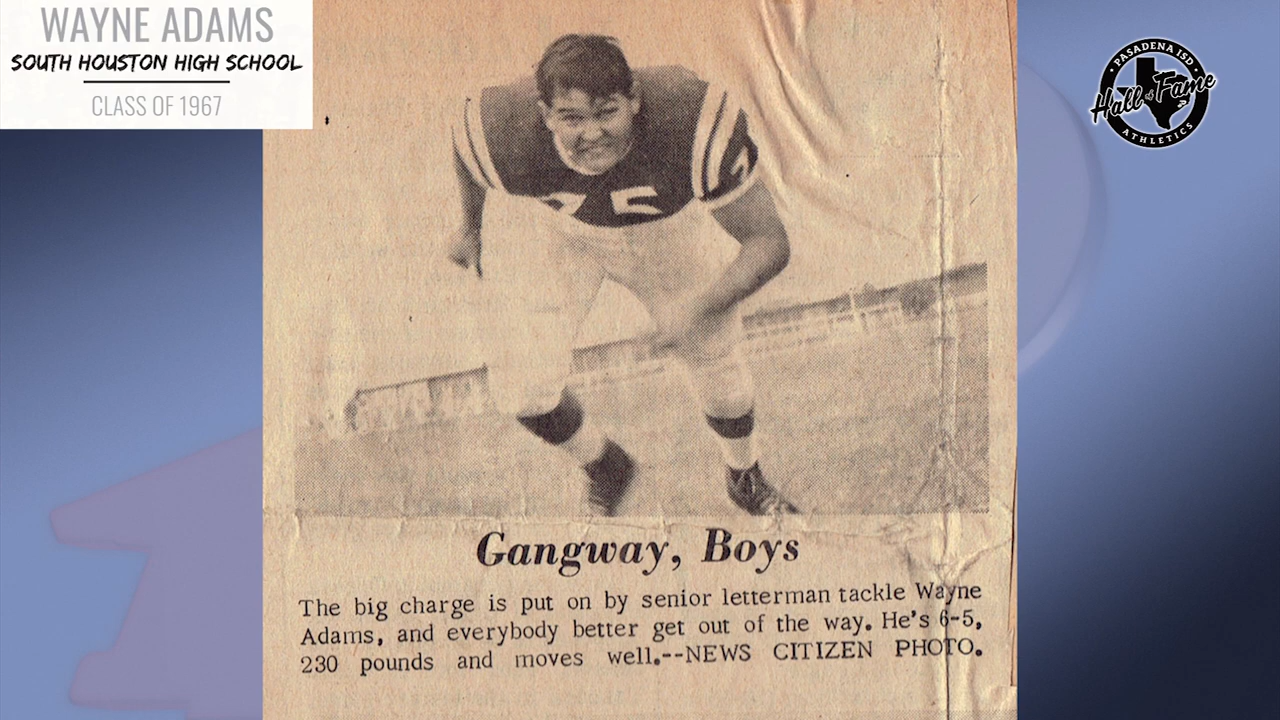 WAYNE ADAMS
SOUTH HOUSTON HIGH SCHOOL
CLASS OF 1967
PASADENA ISD
Hall of Fame
ATHLETICS
75
Gangway, Boys
The big charge is put on by senior letterman tackle Wayne
Adams, and everybody better get out of the way. He's 6-5,
230 pounds and moves well.--NEWS CITIZEN PHOTO.